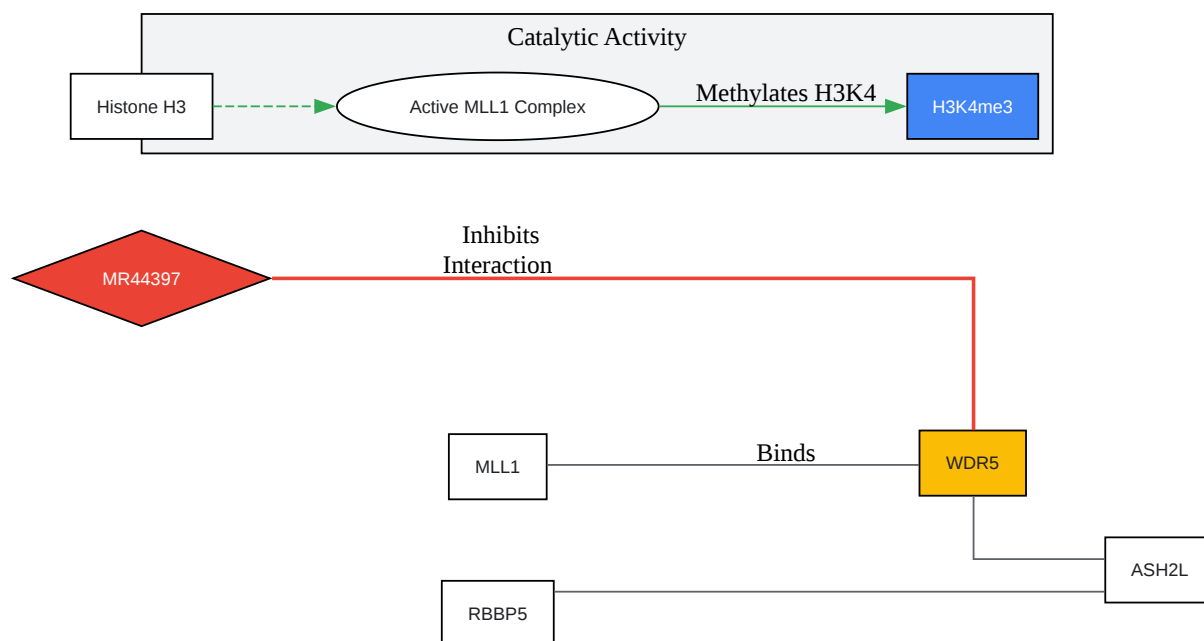 Catalytic Activity
Histone H3
Active MLL1 Complex
Methylates H3K4
H3K4me3
Inhibits
Interaction
MR44397
Binds
MLL1
WDR5
ASH2L
RBBP5